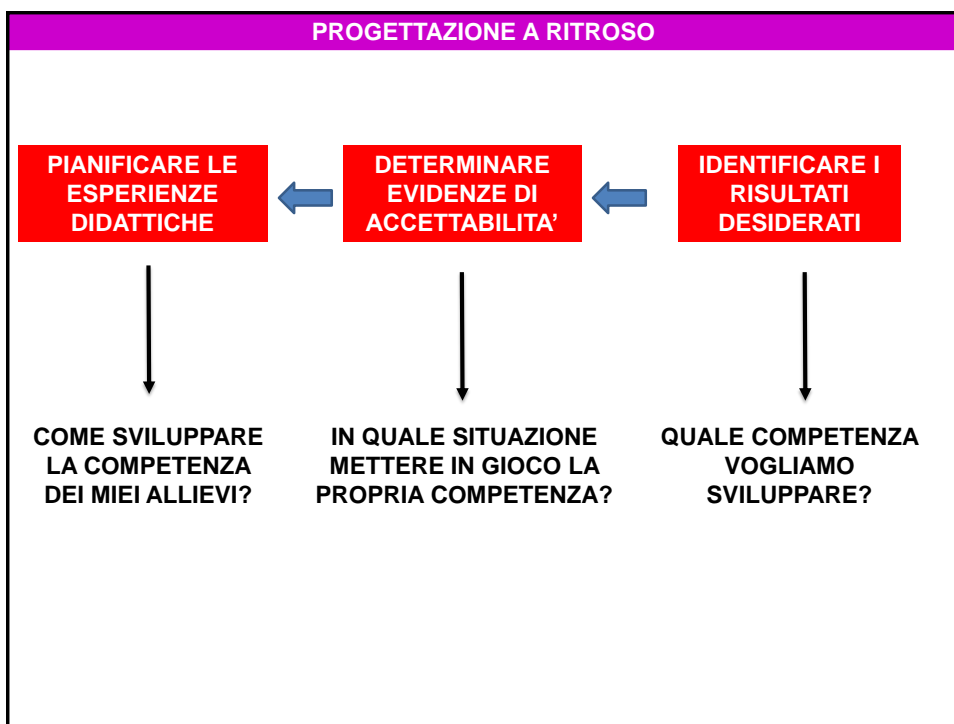 PROGETTAZIONE A RITROSO
PIANIFICARE LE
ESPERIENZE
DIDATTICHE
DETERMINARE
EVIDENZE DI
ACCETTABILITA’
IDENTIFICARE I
RISULTATI
DESIDERATI
COME SVILUPPARE
LA COMPETENZA
DEI MIEI ALLIEVI?
IN QUALE SITUAZIONE
METTERE IN GIOCO LA
PROPRIA COMPETENZA?
QUALE COMPETENZA
VOGLIAMO
SVILUPPARE?